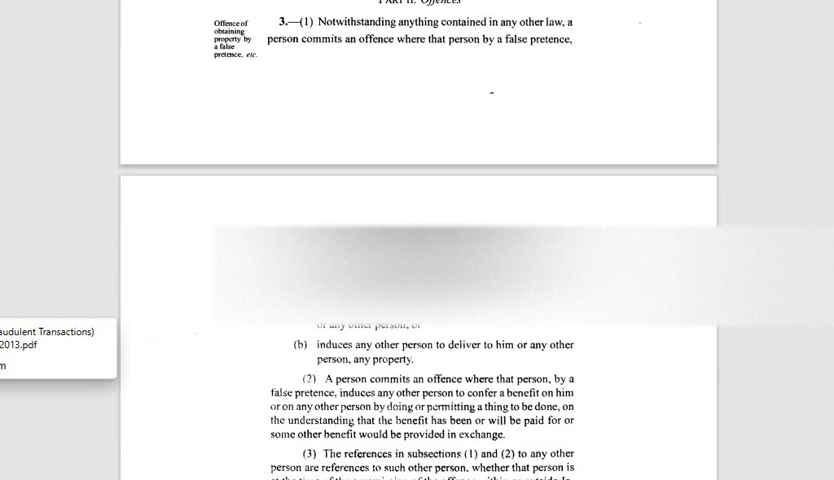 PART II. Offences
Offence of
obtaining
property by
a false
pretence, etc.
3.—(1) Notwithstanding anything contained in any other law, a
person commits an offence where that person by a false pretence,
or any other person, or
(b) induces any other person to deliver to him or any other
person, any property.
(2) A person commits an offence where that person, by a
false pretence, induces any other person to confer a benefit on him
or on any other person by doing or permitting a thing to be done, on
the understanding that the benefit has been or will be paid for or
some other benefit would be provided in exchange.
(3) The references in subsections (1) and (2) to any other
person are references to such other person, whether that person is
audulent Transactions)
2013.pdf
m